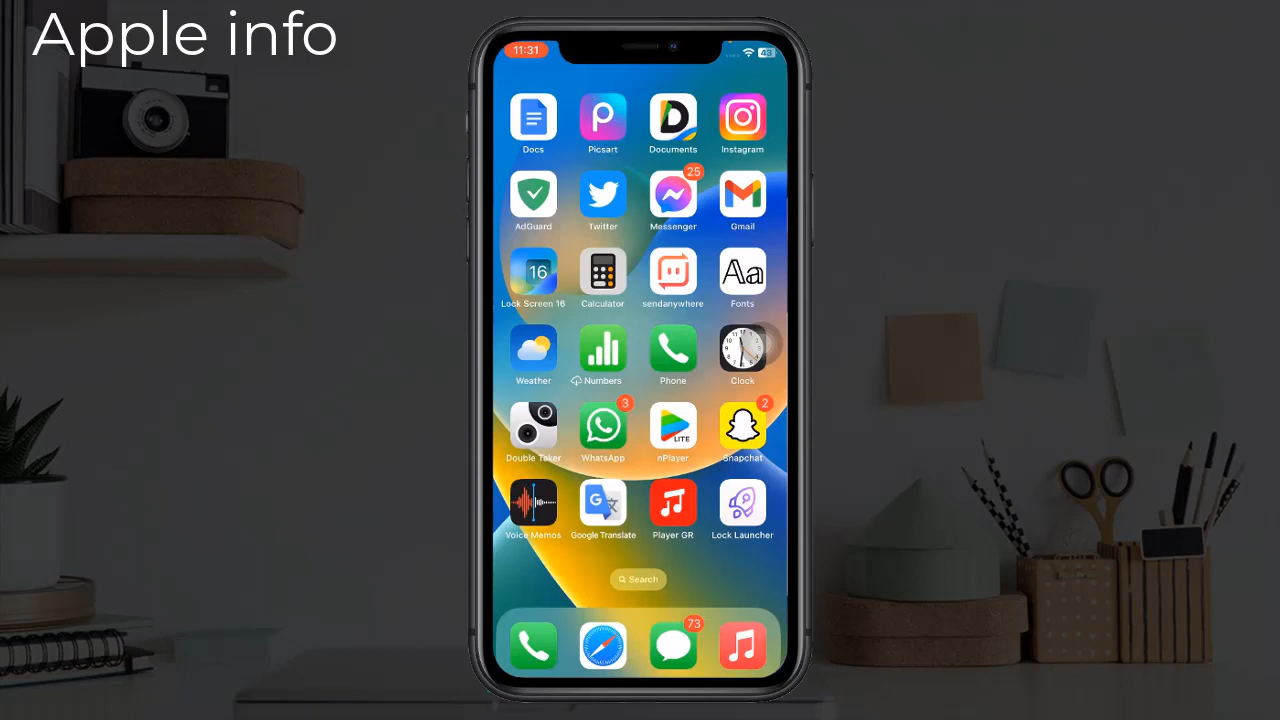 Apple info
11:31
43
Docs
Picsart
Documents
Instagram
25
AdGuard
Twitter
Messenger
Gmail
16
Aa
Lock Screen 16
Calculator
sendanywhere
Fonts
Weather
Numbers
Phone
Clock
3
2
LITE
Double Taker
WhatsApp
nPlayer
Snapchat
Voice Memos
Google Translate
Player GR
Lock Launcher
Search
73